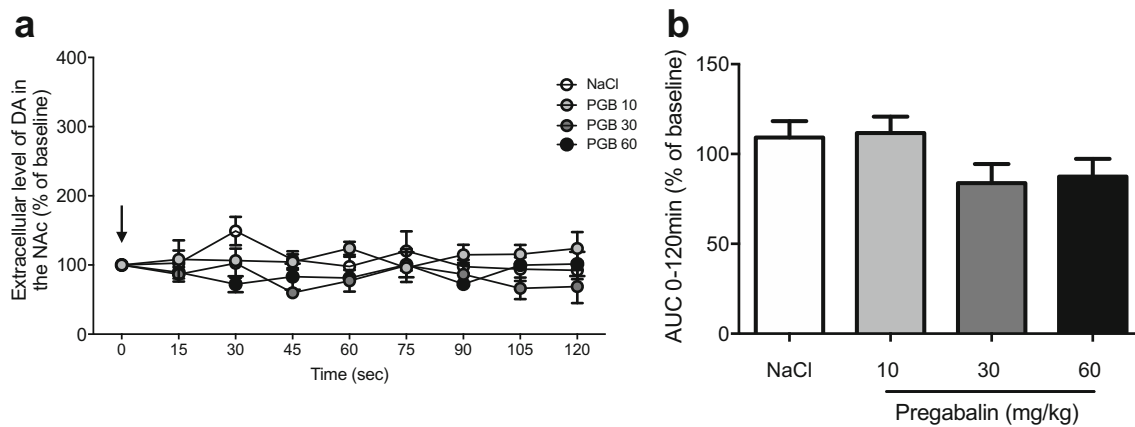 a
Extracellular level of DA in
the NAc (% of baseline)
400
300
200
100
0
0 15 30 45 60 75 90 105 120
Time (sec)
NaCl
PGB 10
PGB 30
PGB 60
b
AUC 0-120min (% of baseline)
150
100
50
0
NaCl 10 30 60
Pregabalin (mg/kg)